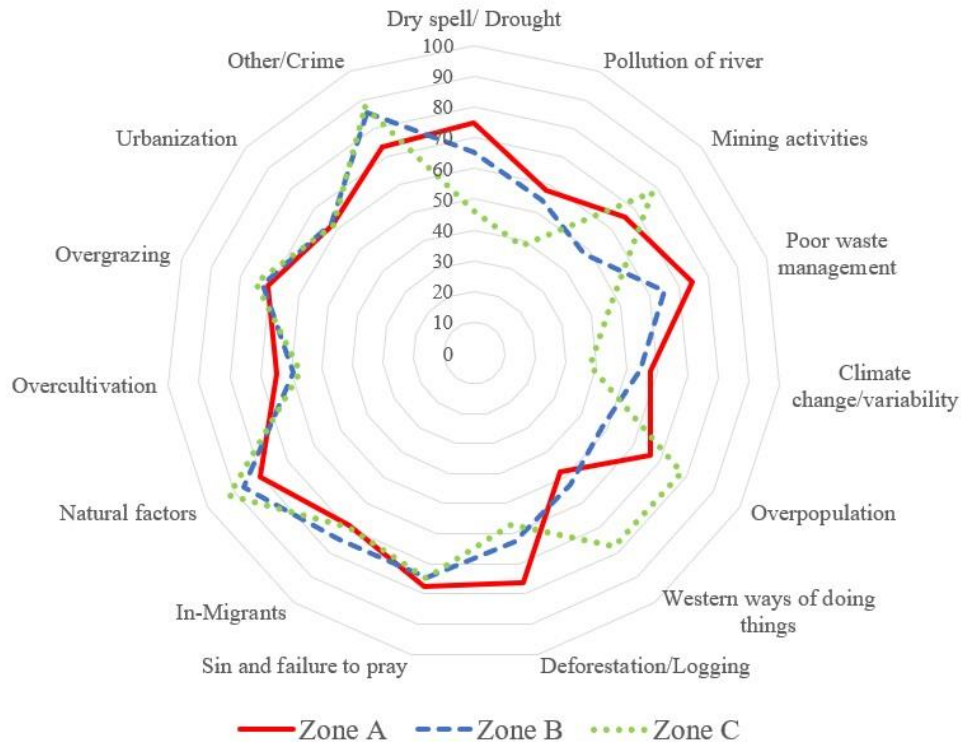 Dry spell/ Drought
Pollution of river
Mining activities
Poor waste
management
Climate
change/variability
Overpopulation
Western ways of doing
things
Deforestation/Logging
Sin and failure to pray
In-Migrants
Natural factors
Overcultivation
Overgrazing
Urbanization
Other/Crime
100
90
80
70
60
50
40
30
20
10
0
Zone A
Zone B
Zone C